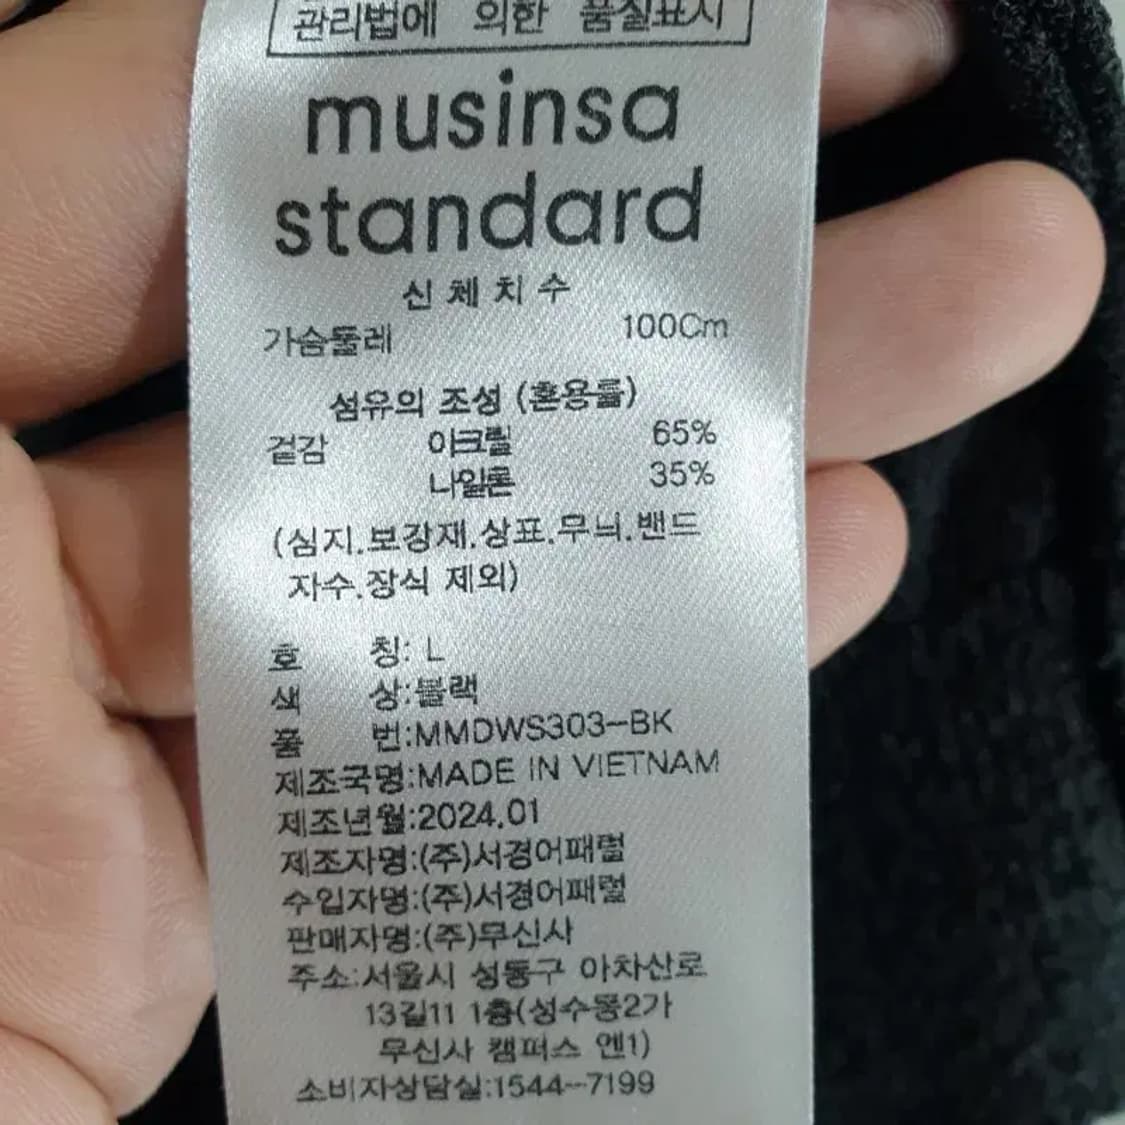 관리법에 의한 품질표시
musinsa
standard
신체치수
가슴둘레 100Cm
섬유의 조성 (혼용률)
겉감 아크릴 65%
나일론 35%
(심지.보강재.상표.무늬.밴드
자수.장식 제외)
호 칭: L
색 상:블랙
품 번:MMDWS303-BK
제조국명:MADE IN VIETNAM
제조년월:2024.01
제조자명:(주)서경어패럴
수입자명:(주)서경어패럴
판매자명:(주)무신사
주소:서울시 성동구 아차산로
13길11 1층(성수동2가
무신사 캠퍼스 엔1)
소비자상담실:1544-7199